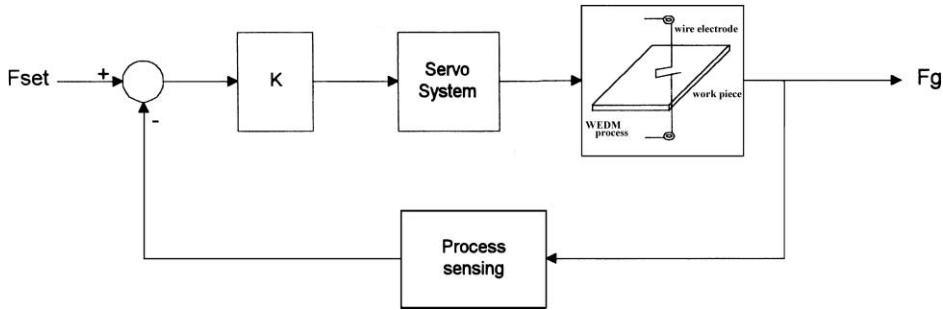 Fset
+
-
K
Servo
System
wire electrode
work piece
WEDM
process
Fg
Process
sensing